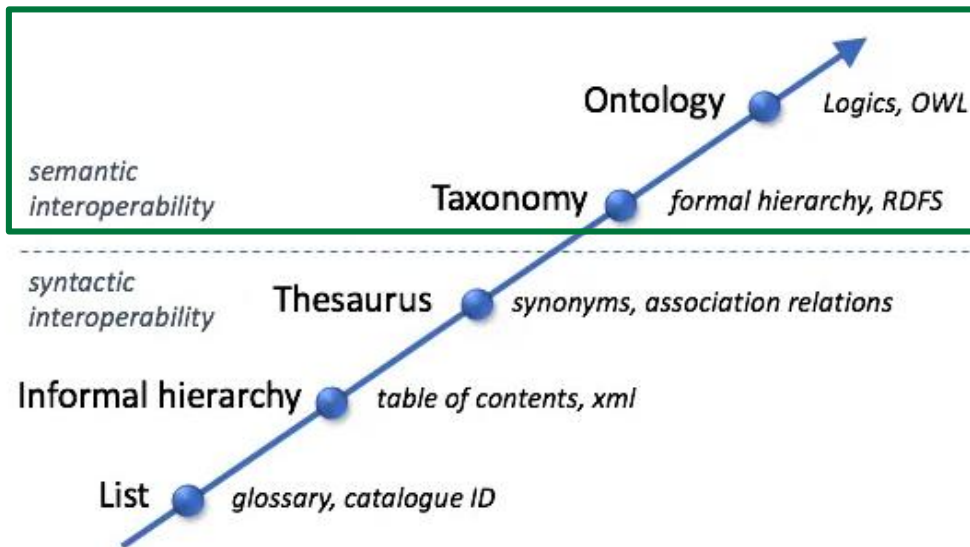 Ontology Logics, OWL
semantic
interoperability
Taxonomy formal hierarchy, RDFS
syntactic
interoperability
Thesaurus synonyms, association relations
Informal hierarchy table of contents, xml
List glossary, catalogue ID